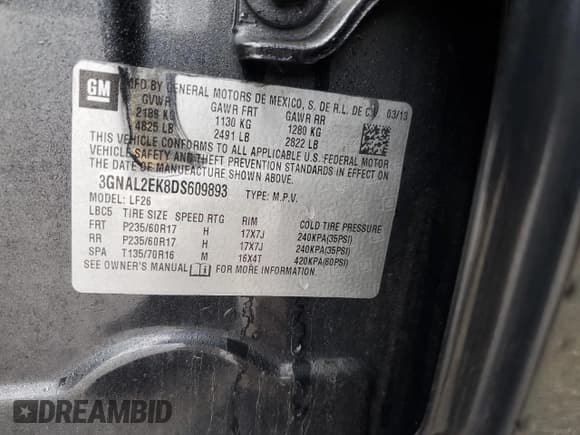 GM
MFD BY GENERAL MOTORS DE MEXICO, S. DE R.L. DE C.V. 03/13
GVWR GAWR FRT GAWR RR
2189 KG 1130 KG 1280 KG
4825 LB 2491 LB 2822 LB
THIS VEHICLE CONFORMS TO ALL APPLICABLE U.S. FEDERAL MOTOR
VEHICLE SAFETY AND THEFT PREVENTION STANDARDS IN EFFECT ON THE
DATE OF MANUFACTURE SHOWN ABOVE.
3GNAL2EK8DS609893 TYPE: M.P.V.
MODEL: LF26
LBC5 TIRE SIZE SPEED RTG RIM COLD TIRE PRESSURE
FRT P235/60R17 H 17X7J 240KPA(35PSI)
RR P235/60R17 H 17X7J 240KPA(35PSI)
SPA T135/70R16 M 16X4T 420KPA(60PSI)
SEE OWNER'S MANUAL FOR MORE INFORMATION.
DREAMBID